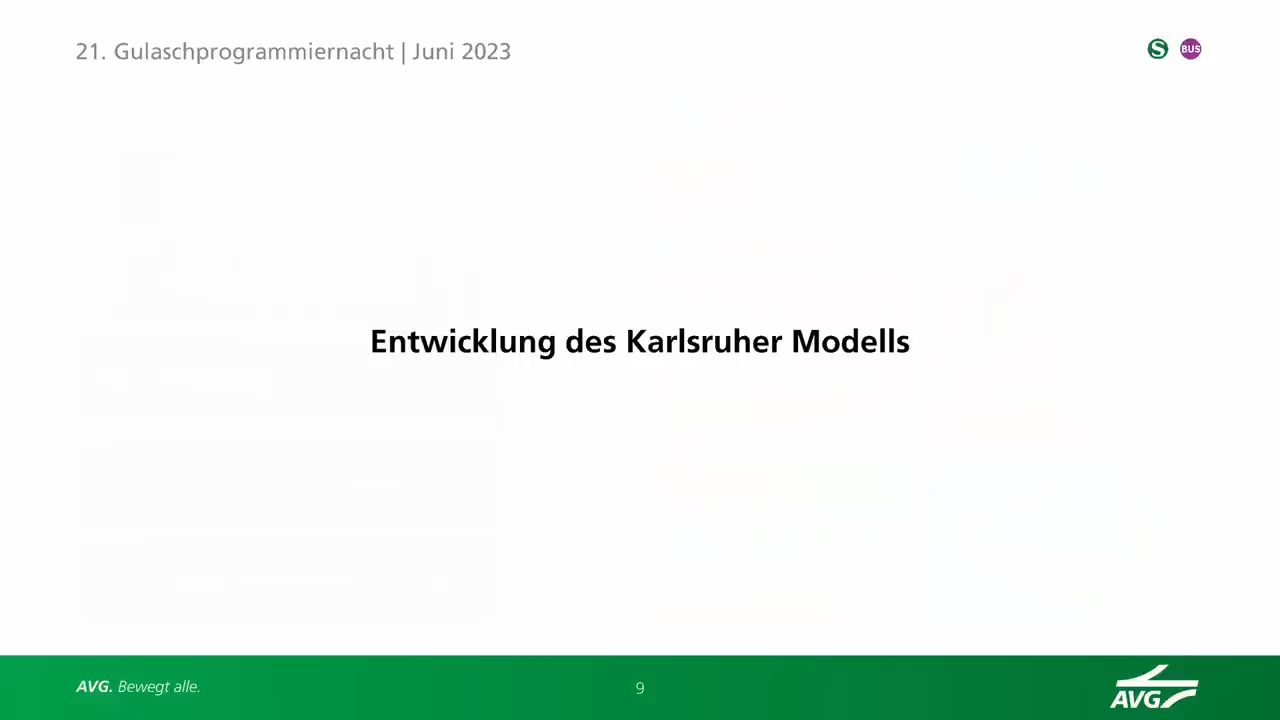 21. Gulaschprogrammiernacht | Juni 2023
S BUS
Entwicklung des Karlsruher Modells
AVG. Bewegt alle.
9
AVG